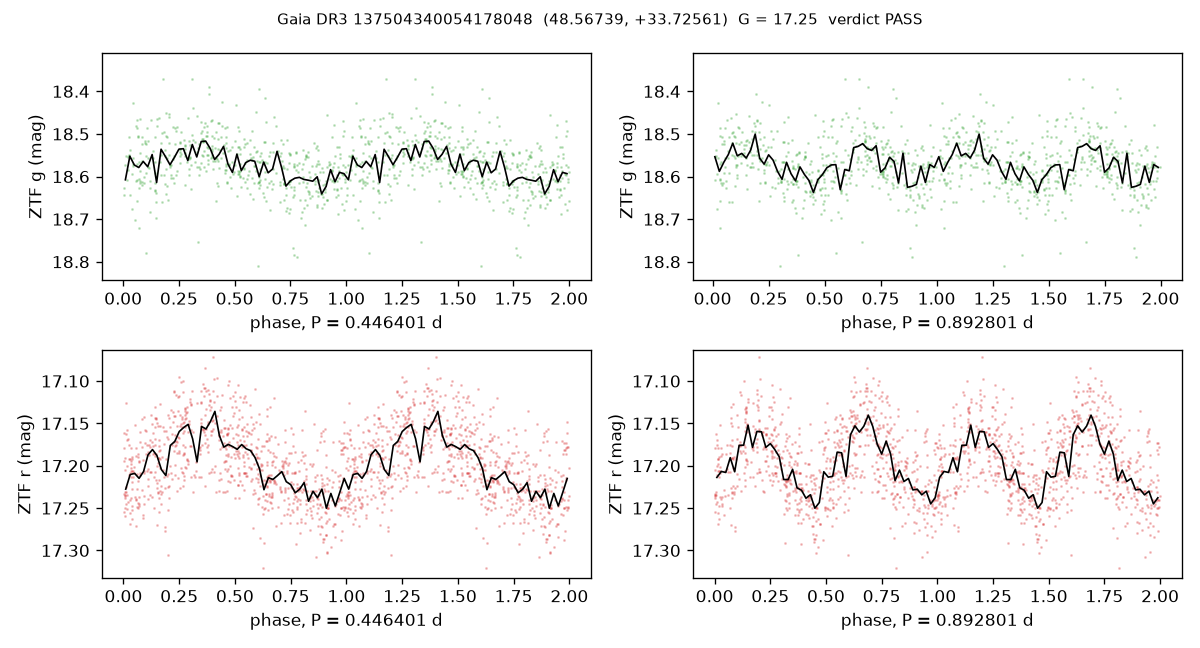 Gaia DR3 137504340054178048  (48.56739, +33.72561)  G = 17.25  verdict PASS
ZTF g (mag)
18.4
18.5
18.6
18.7
18.8
0.00 0.25 0.50 0.75 1.00 1.25 1.50 1.75 2.00
phase, P = 0.446401 d
ZTF g (mag)
18.4
18.5
18.6
18.7
18.8
0.00 0.25 0.50 0.75 1.00 1.25 1.50 1.75 2.00
phase, P = 0.892801 d
ZTF r (mag)
17.10
17.15
17.20
17.25
17.30
0.00 0.25 0.50 0.75 1.00 1.25 1.50 1.75 2.00
phase, P = 0.446401 d
ZTF r (mag)
17.10
17.15
17.20
17.25
17.30
0.00 0.25 0.50 0.75 1.00 1.25 1.50 1.75 2.00
phase, P = 0.892801 d